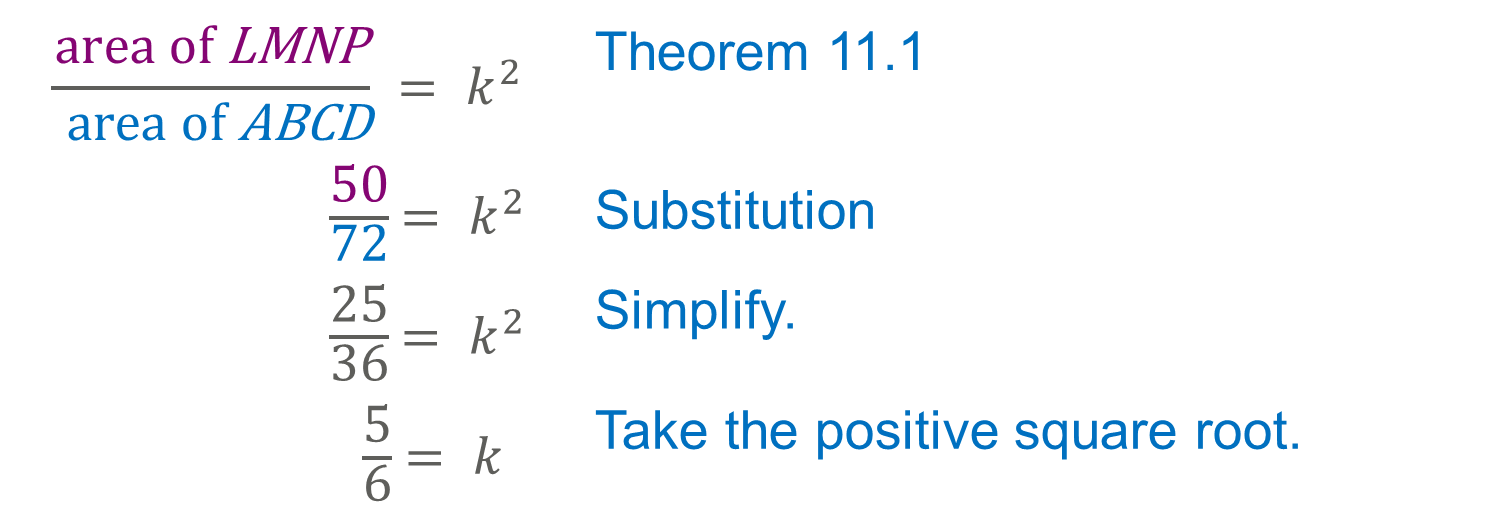 area of LMNP / area of ABCD = k² Theorem 11.1
50/72 = k² Substitution
25/36 = k² Simplify.
5/6 = k Take the positive square root.